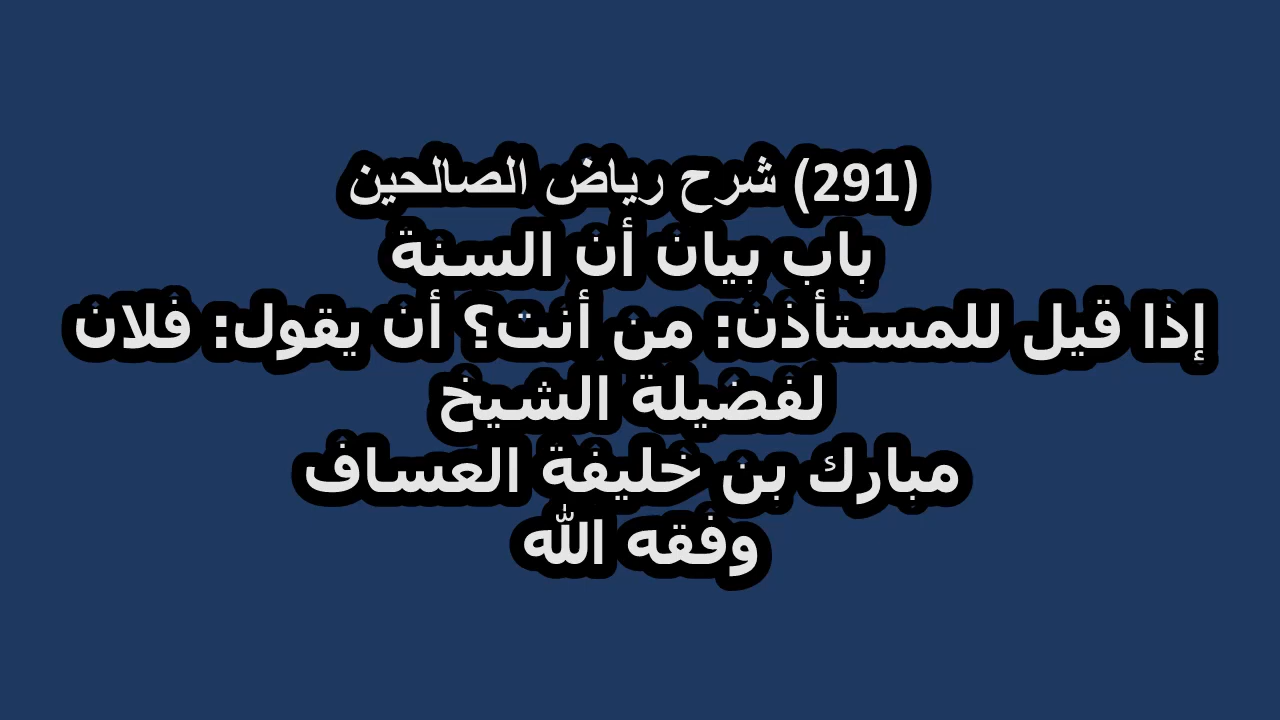 (291) شرح رياض الصالحين
باب بيان أن السنة
إذا قيل للمستأذن: من أنت؟ أن يقول: فلان
لفضيلة الشيخ
مبارك بن خليفة العساف
وفقه الله